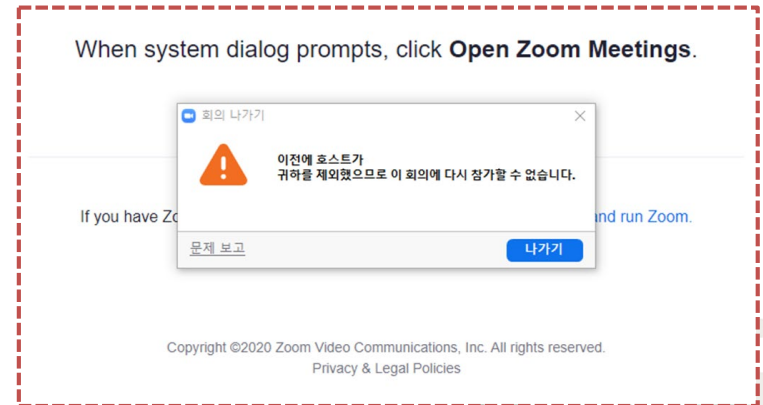 When system dialog prompts, click Open Zoom Meetings.
회의 나가기
이전에 호스트가
귀하를 제외했으므로 이 회의에 다시 참가할 수 없습니다.
If you have Zo
and run Zoom.
문제 보고
나가기
Copyright ©2020 Zoom Video Communications, Inc. All rights reserved.
Privacy & Legal Policies